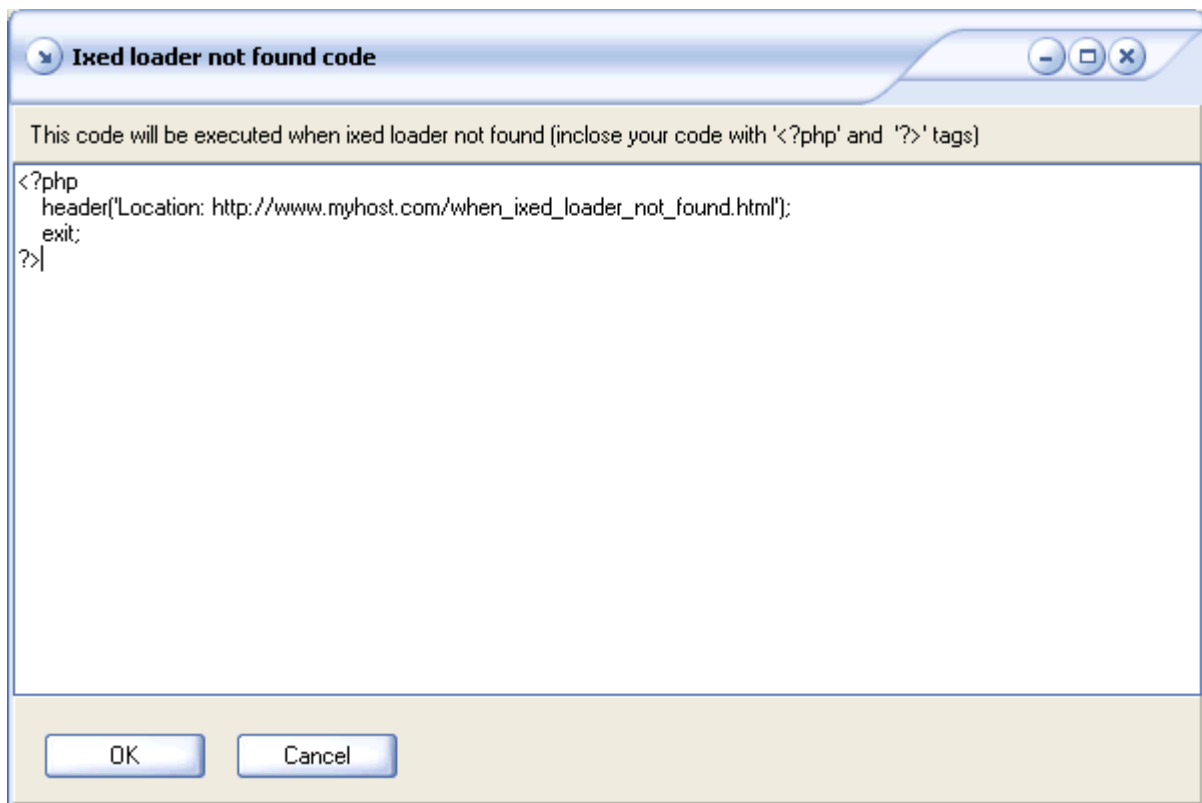 Ixed loader not found code
This code will be executed when ixed loader not found (inclose your code with '<?php' and  '?>' tags)
<?php
    header('Location: http://www.myhost.com/when_ixed_loader_not_found.html');
    exit;
?>
OK
Cancel